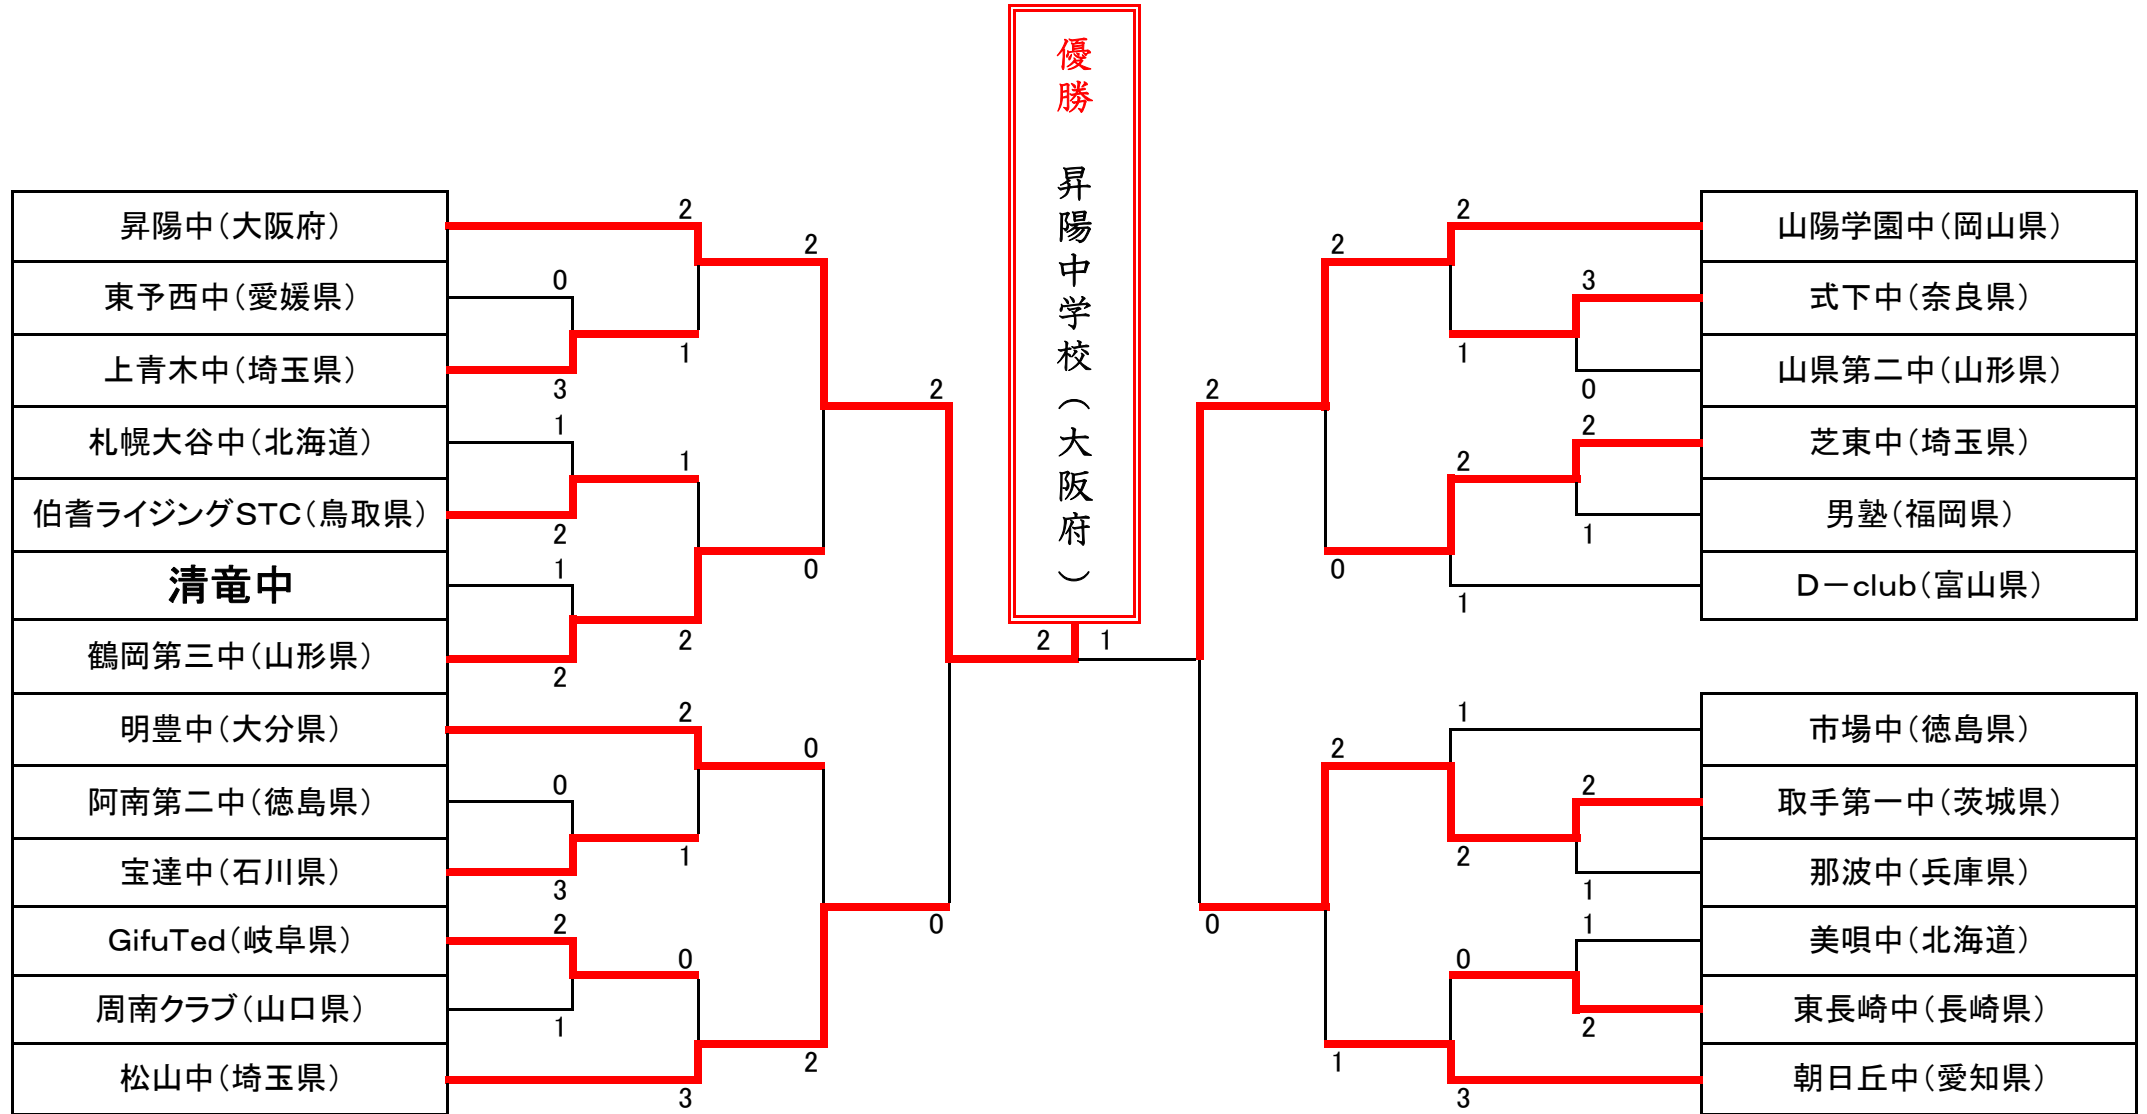 優勝 昇陽中学校(大阪府)
昇陽中(大阪府)
東予西中(愛媛県)
上青木中(埼玉県)
札幌大谷中(北海道)
伯耆ライジングSTC(鳥取県)
清竜中
鶴岡第三中(山形県)
明豊中(大分県)
阿南第二中(徳島県)
宝達中(石川県)
GifuTed(岐阜県)
周南クラブ(山口県)
松山中(埼玉県)
2
0
3
1
2
1
2
2
0
3
2
1
3
1
1
2
1
0
2
0
0
2
2
0
2
1
2
0
2
0
2
1
2
1
2
0
1
2
0
3
3
0
2
1
1
2
1
1
2
山陽学園中(岡山県)
式下中(奈良県)
山県第二中(山形県)
芝東中(埼玉県)
男塾(福岡県)
D-club(富山県)
市場中(徳島県)
取手第一中(茨城県)
那波中(兵庫県)
美唄中(北海道)
東長崎中(長崎県)
朝日丘中(愛知県)